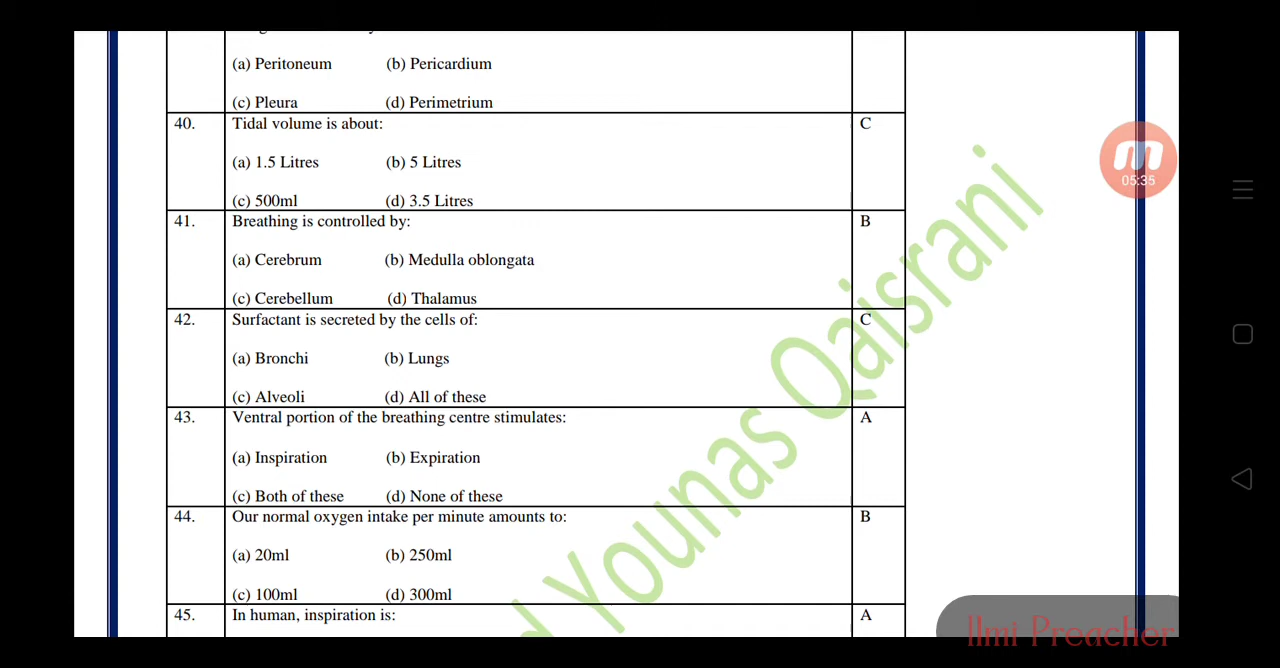 (a) Peritoneum (b) Pericardium
(c) Pleura (d) Perimetrium
40. Tidal volume is about: C
(a) 1.5 Litres (b) 5 Litres
(c) 500ml (d) 3.5 Litres
41. Breathing is controlled by: B
(a) Cerebrum (b) Medulla oblongata
(c) Cerebellum (d) Thalamus
42. Surfactant is secreted by the cells of: C
(a) Bronchi (b) Lungs
(c) Alveoli (d) All of these
43. Ventral portion of the breathing centre stimulates: A
(a) Inspiration (b) Expiration
(c) Both of these (d) None of these
44. Our normal oxygen intake per minute amounts to: B
(a) 20ml (b) 250ml
(c) 100ml (d) 300ml
45. In human, inspiration is: A
d Younas Qaisrani
05:35
Ilmi Preacher